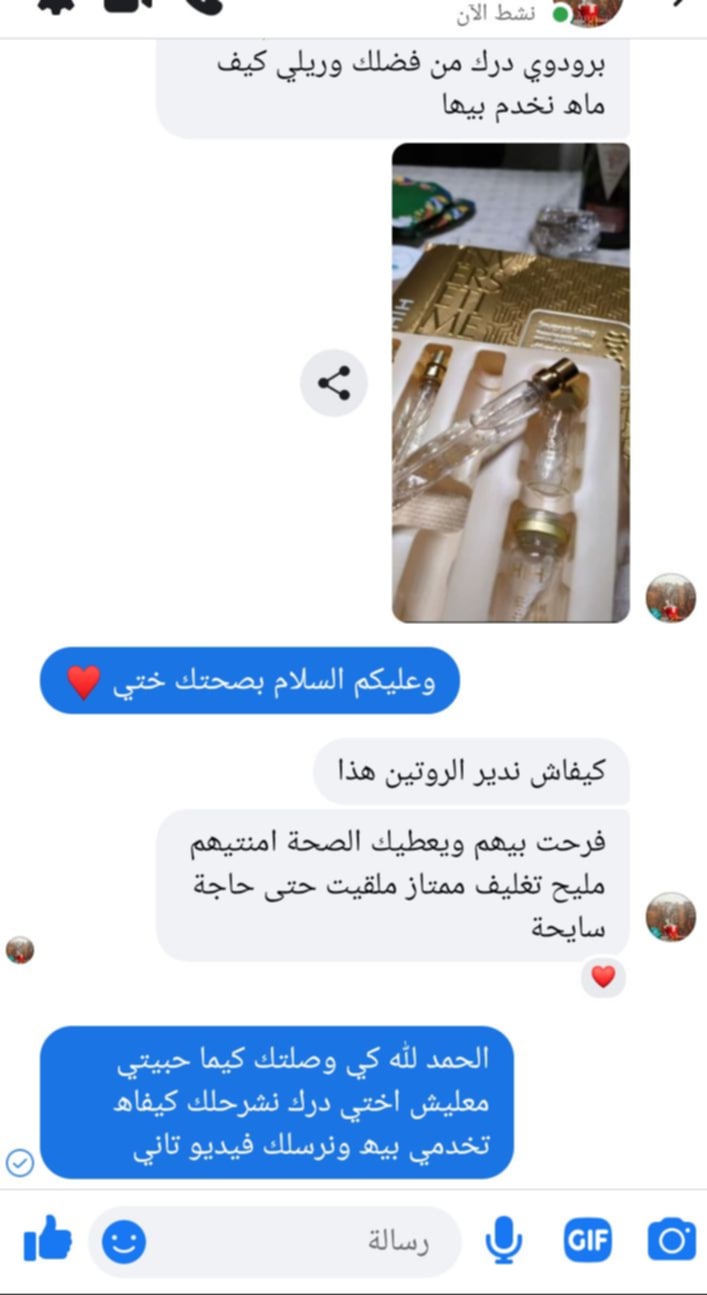 نشط الآن
برودوي درك من فضلك وريلي كيف
ماه نخدم بيها
وعليكم السلام بصحتك ختي ❤️
كيفاش ندير الروتين هذا
فرحت بيهم ويعطيك الصحة امنتيهم
مليح تغليف ممتاز ملقيت حتى حاجة
سايحة
الحمد لله كي وصلتك كيما حبيتي
معليش اختي درك نشرحلك كيفاه
تخدمي بيه ونرسلك فيديو تاني
رسالة
GIF